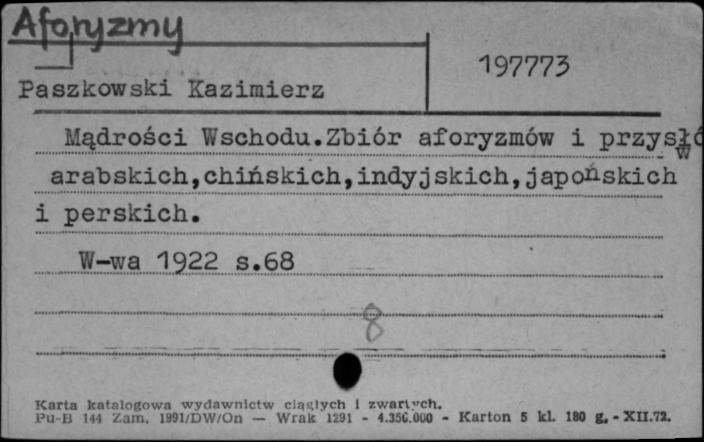 Aforyzmy
197773
Paszkowski Kazimierz
Mądrości Wschodu.Zbiór aforyzmów i przysłów
arabskich,chińskich,indyjskich,japońskich
i perskich.
W-wa 1922 s.68
8
Karta katalogowa wydawnictw ciągłych i zwartych.
Pu-B 144 Zam. 1991/DW/On — Wrak 1291 - 4.356.000 - Karton 5 kl. 180 g. - XII.72.